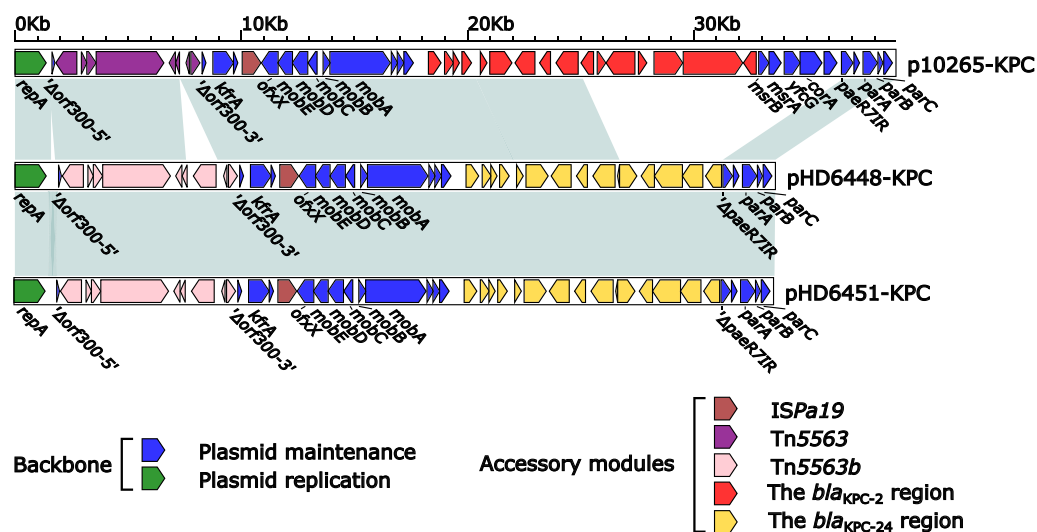 0Kb 10Kb 20Kb 30Kb
p10265-KPC
repA 'Δorf300-5' 'Δorf300-3' kfrA ofxX mobE mobD mobC mobB mobA msrB msrA yfcG corA paeR7IR parA parB parC
pHD6448-KPC
repA 'Δorf300-5' 'Δorf300-3' kfrA ofxX mobE mobD mobC mobB mobA 'ΔpaeR7IR parA parB parC
pHD6451-KPC
repA 'Δorf300-5' 'Δorf300-3' kfrA ofxX mobE mobD mobC mobB mobA 'ΔpaeR7IR parA parB parC
Backbone
Plasmid maintenance
Plasmid replication
Accessory modules
ISPa19
Tn5563
Tn5563b
The blaKPC-2 region
The blaKPC-24 region